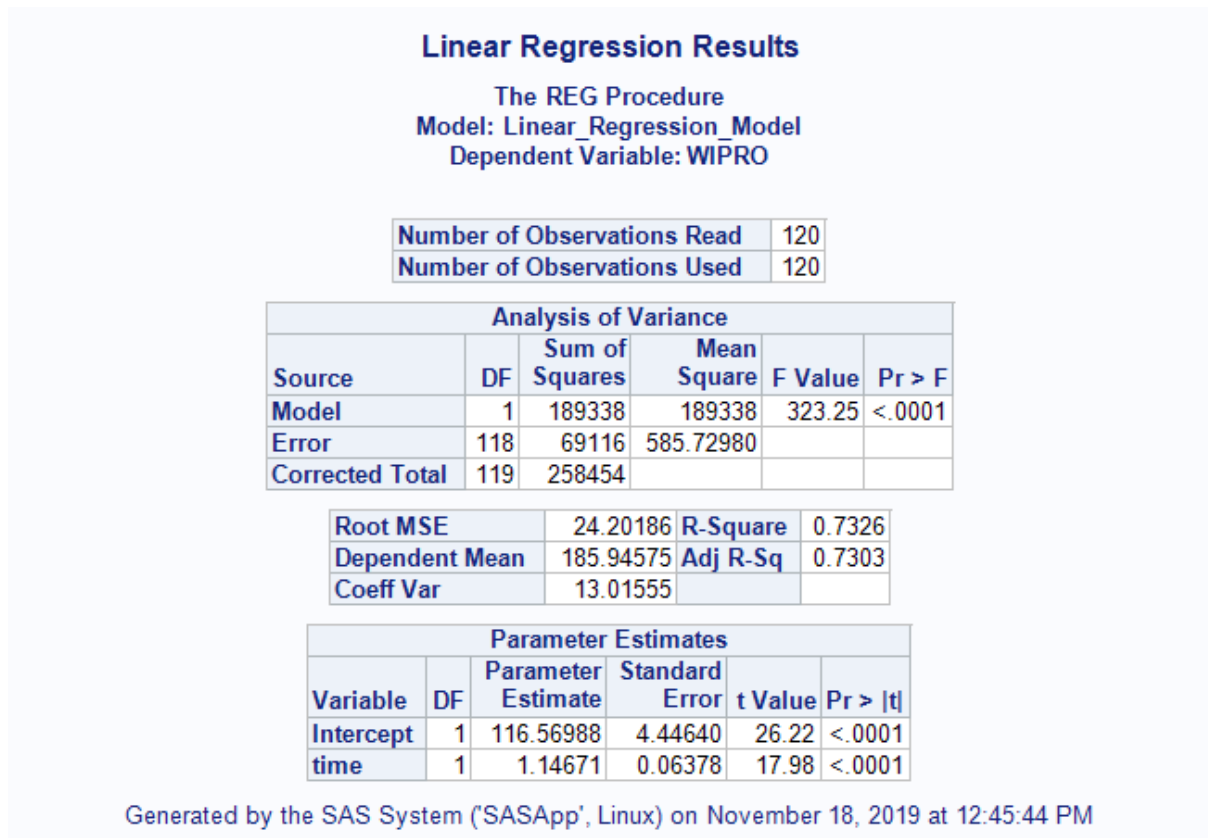 Linear Regression Results
The REG Procedure
Model: Linear_Regression_Model
Dependent Variable: WIPRO
Number of Observations Read 120
Number of Observations Used 120
Analysis of Variance
Source DF Sum of Squares Mean Square F Value Pr > F
Model 1 189338 189338 323.25 <.0001
Error 118 69116 585.72980
Corrected Total 119 258454
Root MSE 24.20186 R-Square 0.7326
Dependent Mean 185.94575 Adj R-Sq 0.7303
Coeff Var 13.01555
Parameter Estimates
Variable DF Parameter Estimate Standard Error t Value Pr > |t|
Intercept 1 116.56988 4.44640 26.22 <.0001
time 1 1.14671 0.06378 17.98 <.0001
Generated by the SAS System ('SASApp', Linux) on November 18, 2019 at 12:45:44 PM